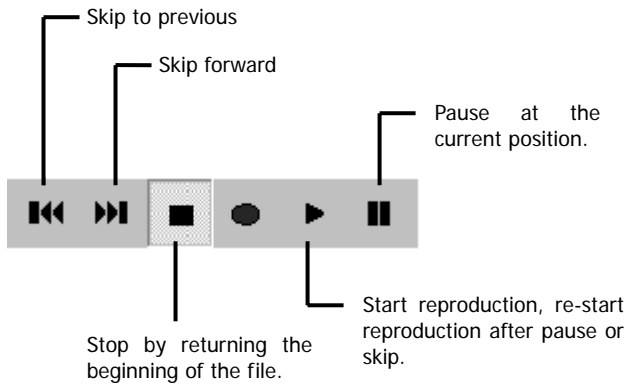 Skip to previous
Skip forward
Pause at the
current position.
Start reproduction, re-start
reproduction after pause or
skip.
Stop by returning the
beginning of the file.